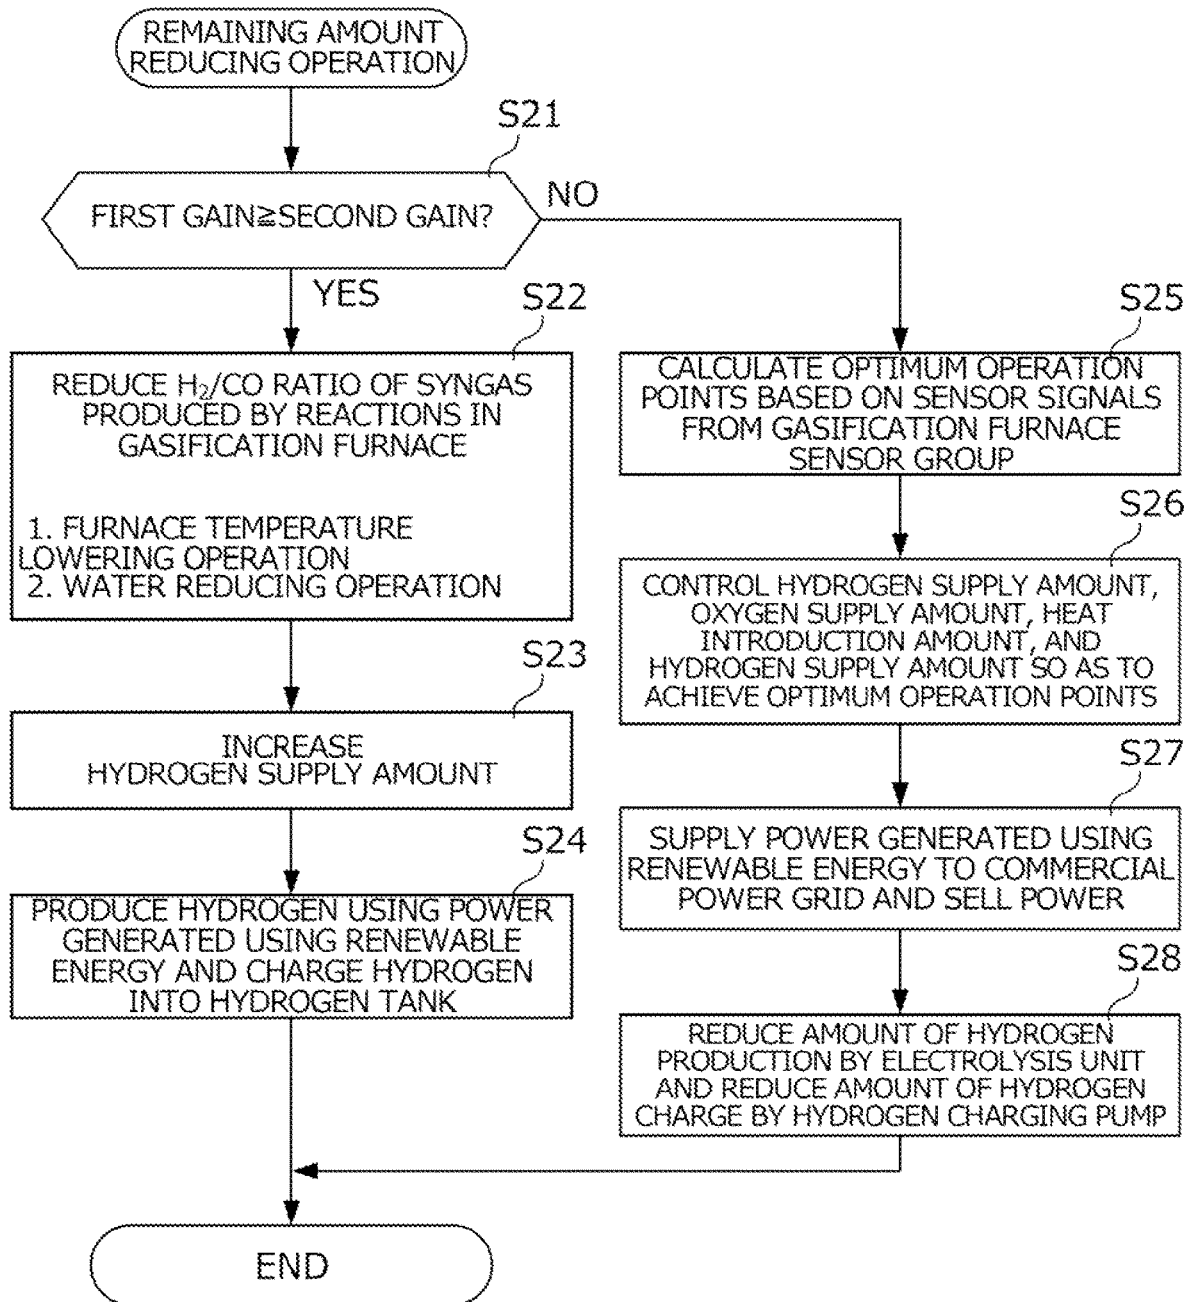 REMAINING AMOUNT
REDUCING OPERATION
S21
FIRST GAIN≧SECOND GAIN?
NO
YES
S22
REDUCE H₂/CO RATIO OF SYNGAS
PRODUCED BY REACTIONS IN
GASIFICATION FURNACE
1. FURNACE TEMPERATURE
LOWERING OPERATION
2. WATER REDUCING OPERATION
S23
INCREASE
HYDROGEN SUPPLY AMOUNT
S24
PRODUCE HYDROGEN USING POWER
GENERATED USING RENEWABLE
ENERGY AND CHARGE HYDROGEN
INTO HYDROGEN TANK
S25
CALCULATE OPTIMUM OPERATION
POINTS BASED ON SENSOR SIGNALS
FROM GASIFICATION FURNACE
SENSOR GROUP
S26
CONTROL HYDROGEN SUPPLY AMOUNT,
OXYGEN SUPPLY AMOUNT, HEAT
INTRODUCTION AMOUNT, AND
HYDROGEN SUPPLY AMOUNT SO AS TO
ACHIEVE OPTIMUM OPERATION POINTS
S27
SUPPLY POWER GENERATED USING
RENEWABLE ENERGY TO COMMERCIAL
POWER GRID AND SELL POWER
S28
REDUCE AMOUNT OF HYDROGEN
PRODUCTION BY ELECTROLYSIS UNIT
AND REDUCE AMOUNT OF HYDROGEN
CHARGE BY HYDROGEN CHARGING PUMP
END